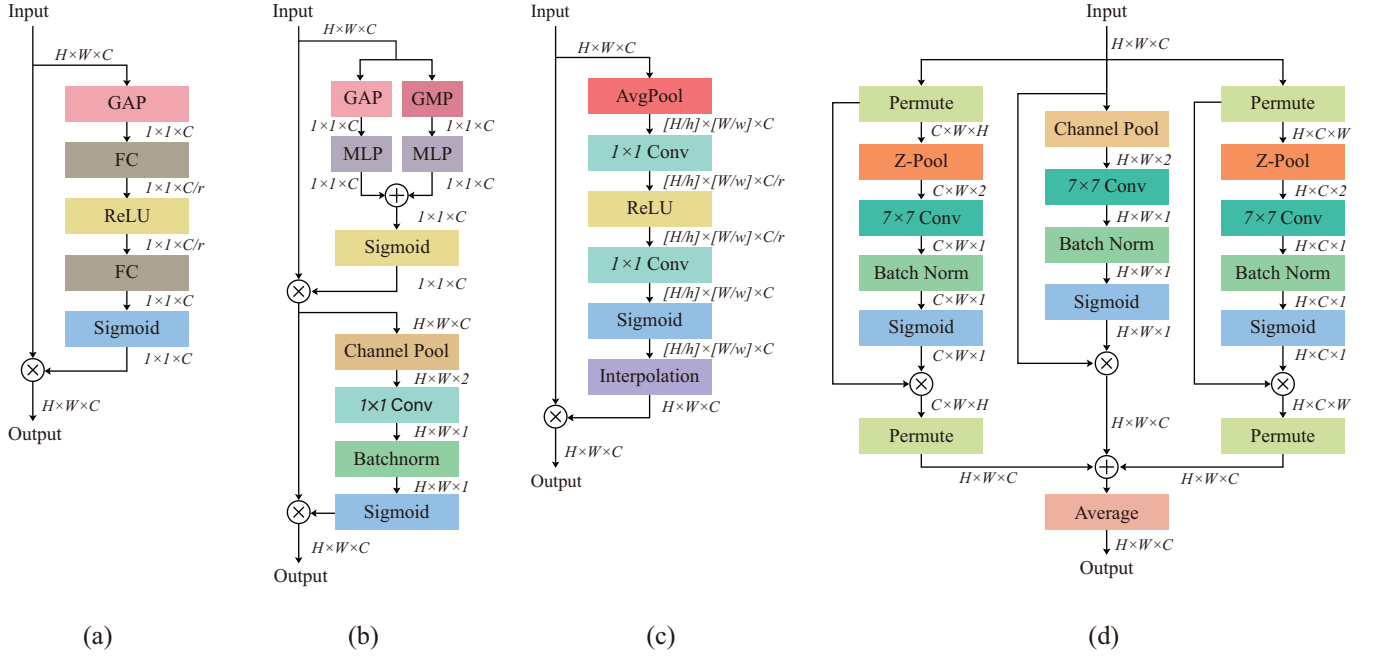 Input
H×W×C
GAP
1×1×C
FC
1×1×C/r
ReLU
1×1×C/r
FC
1×1×C
Sigmoid
1×1×C
H×W×C
Output
(a)
Input
H×W×C
GAP GMP
1×1×C 1×1×C
MLP MLP
1×1×C 1×1×C
1×1×C
Sigmoid
1×1×C
H×W×C
Channel Pool
H×W×2
1×1 Conv
H×W×1
Batchnorm
H×W×1
Sigmoid
H×W×C
Output
(b)
Input
H×W×C
AvgPool
[H/h]×[W/w]×C
1×1 Conv
[H/h]×[W/w]×C/r
ReLU
[H/h]×[W/w]×C/r
1×1 Conv
[H/h]×[W/w]×C
Sigmoid
[H/h]×[W/w]×C
Interpolation
H×W×C
H×W×C
Output
(c)
Input
H×W×C
Permute
C×W×H
Z-Pool
C×W×2
7×7 Conv
C×W×1
Batch Norm
C×W×1
Sigmoid
C×W×1
C×W×H
Permute
H×W×C
Channel Pool
H×W×2
7×7 Conv
H×W×1
Batch Norm
H×W×1
Sigmoid
H×W×1
H×W×C
Permute
H×C×W
Z-Pool
H×C×2
7×7 Conv
H×C×1
Batch Norm
H×C×1
Sigmoid
H×C×1
H×C×W
Permute
H×W×C
Average
H×W×C
Output
(d)